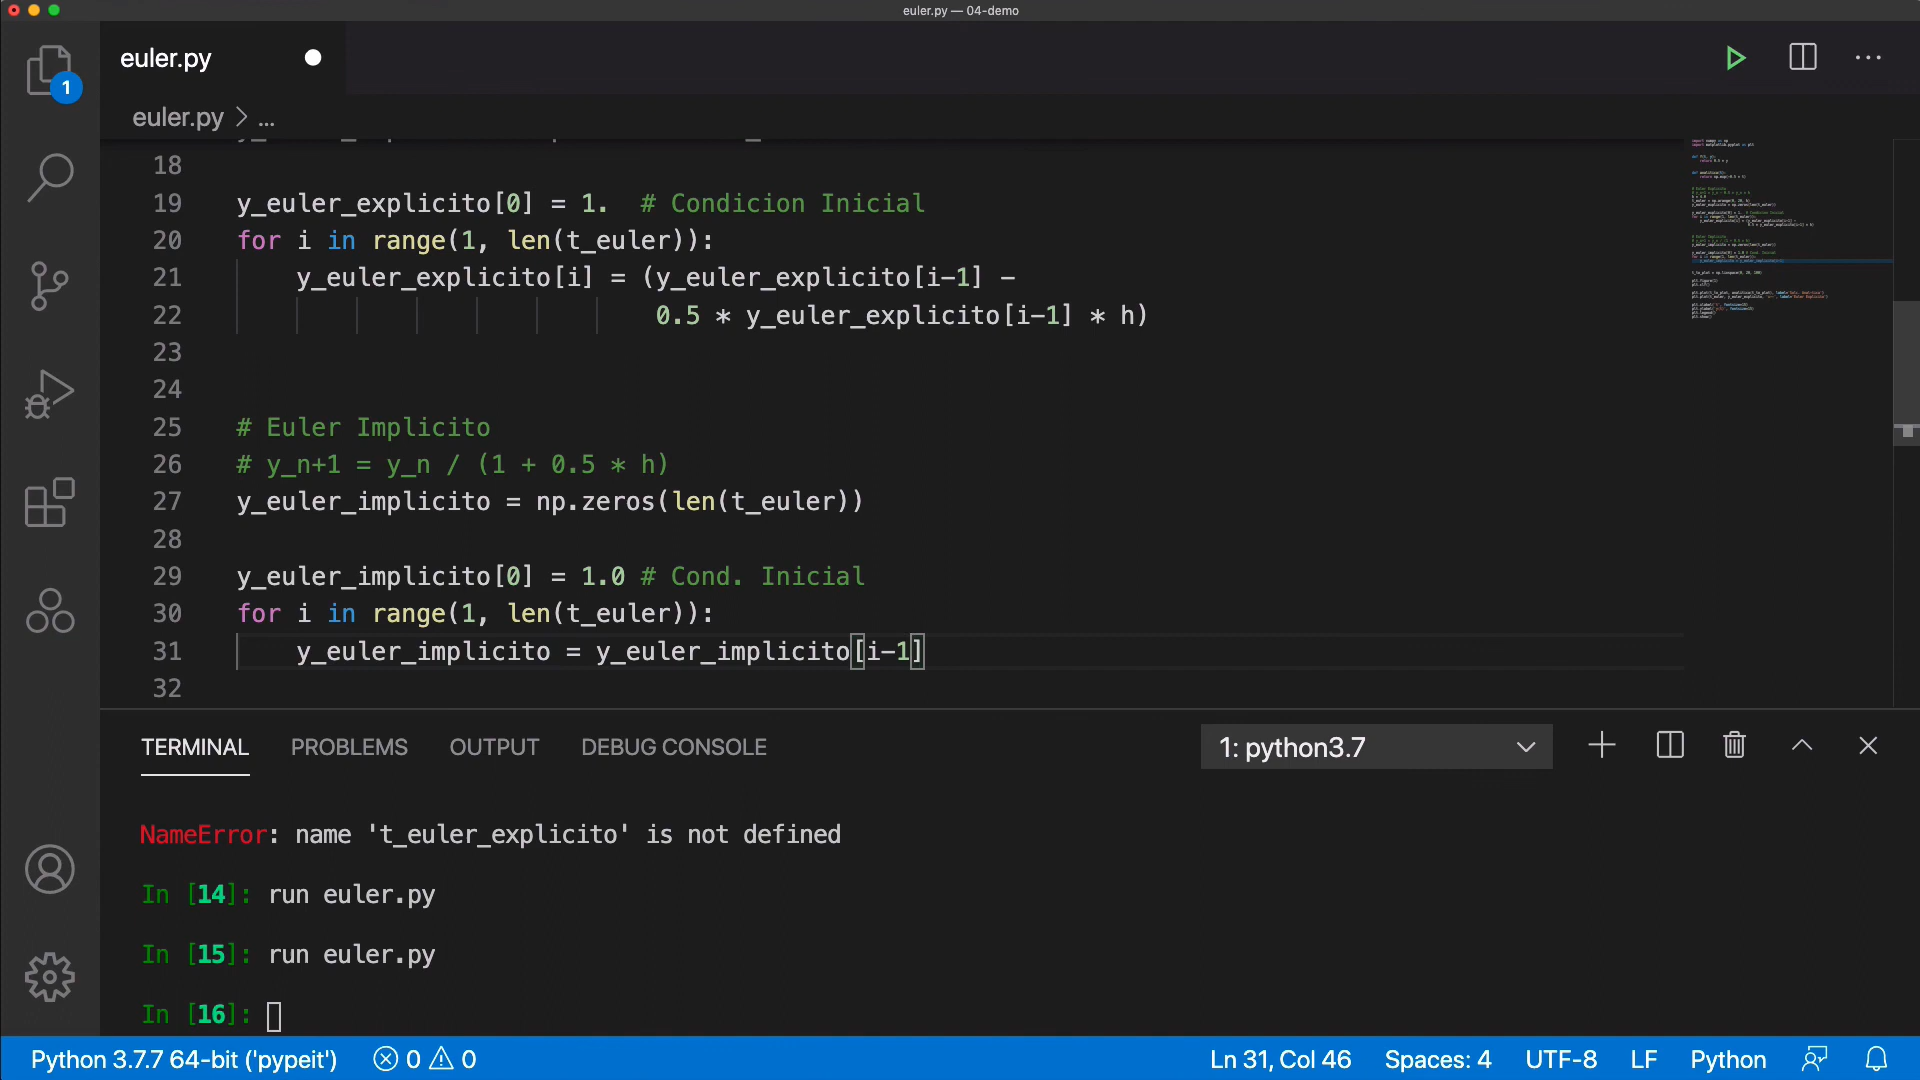 euler.py — 04-demo
euler.py
1
euler.py > ...
18
19 y_euler_explicito[0] = 1.  # Condicion Inicial
20 for i in range(1, len(t_euler)):
21     y_euler_explicito[i] = (y_euler_explicito[i-1] -
22                             0.5 * y_euler_explicito[i-1] * h)
23
24
25 # Euler Implicito
26 # y_n+1 = y_n / (1 + 0.5 * h)
27 y_euler_implicito = np.zeros(len(t_euler))
28
29 y_euler_implicito[0] = 1.0 # Cond. Inicial
30 for i in range(1, len(t_euler)):
31     y_euler_implicito = y_euler_implicito[i-1]
32
TERMINAL PROBLEMS OUTPUT DEBUG CONSOLE 1: python3.7
NameError: name 't_euler_explicito' is not defined
In [14]: run euler.py
In [15]: run euler.py
In [16]:
Python 3.7.7 64-bit ('pypeit') 0 0 Ln 31, Col 46 Spaces: 4 UTF-8 LF Python